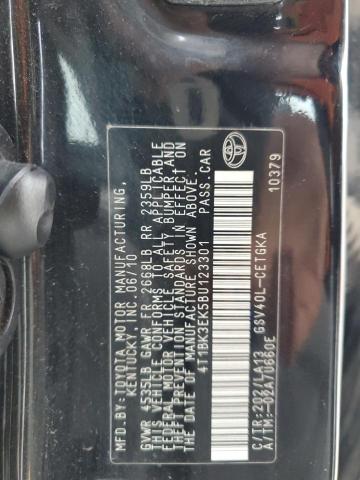 MFD.BY:TOYOTA MOTOR MANUFACTURING,
KENTUCKY, INC. 06/10
GVWR 4535LB GAWR FR 2668LB RR 2359LB
THIS VEHICLE CONFORMS TO ALL APPLICABLE
FEDERAL MOTOR VEHICLE SAFETY BUMPER,AND
THEFT PREVENTION STANDARDS IN EFFECT ON
THE DATE OF MANUFACTURE SHOWN ABOVE.
4T1BK3EK5BU123301 PASS.CAR
C/TR:202/LA13 GSV40L-CETGKA
A/TM:-02A/U660E
10379